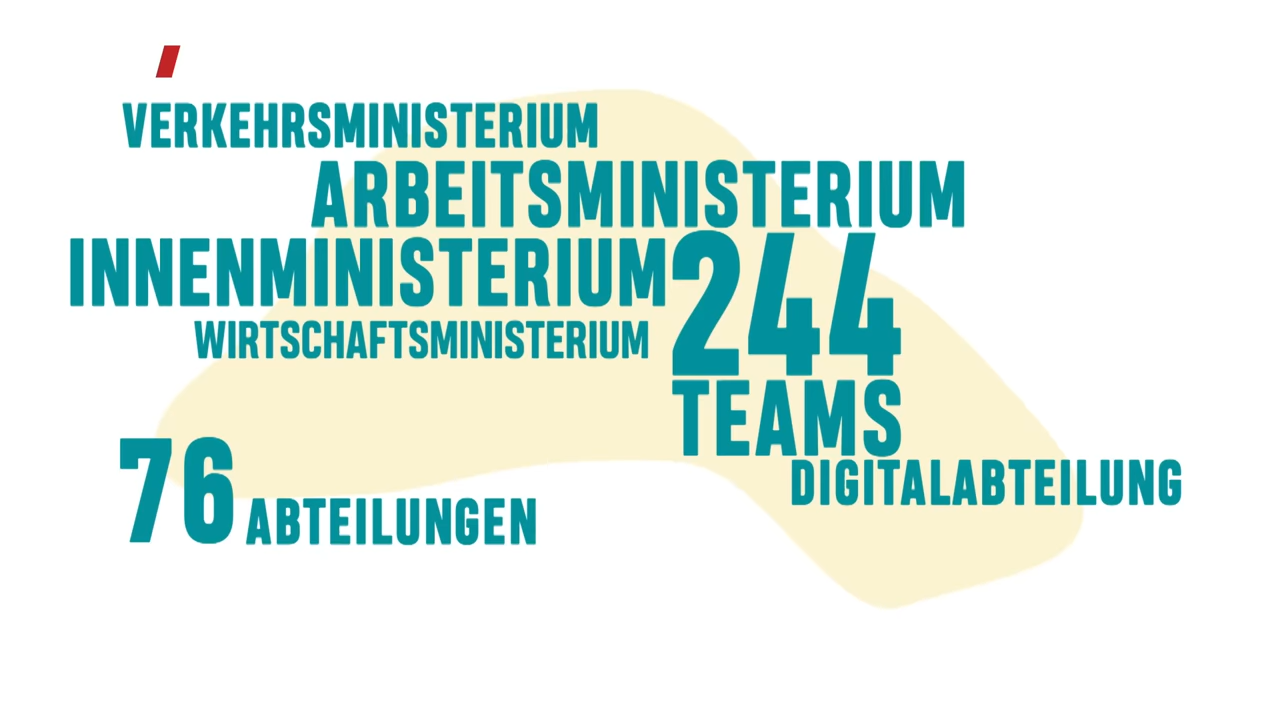 VERKEHRSMINISTERIUM
ARBEITSMINISTERIUM
INNENMINISTERIUM
244
WIRTSCHAFTSMINISTERIUM
TEAMS
DIGITALABTEILUNG
76 ABTEILUNGEN